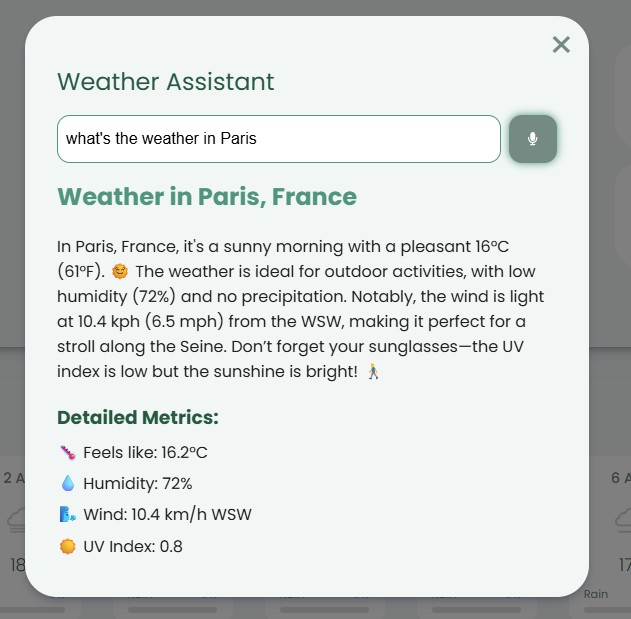 Weather Assistant
what's the weather in Paris
Weather in Paris, France
In Paris, France, it's a sunny morning with a pleasant 16°C
(61°F). 🌞 The weather is ideal for outdoor activities, with low
humidity (72%) and no precipitation. Notably, the wind is light
at 10.4 kph (6.5 mph) from the WSW, making it perfect for a
stroll along the Seine. Don’t forget your sunglasses—the UV
index is low but the sunshine is bright! 🚶
Detailed Metrics:
🌡️ Feels like: 16.2°C
💧 Humidity: 72%
🌬️ Wind: 10.4 km/h WSW
☀️ UV Index: 0.8
2 A
6 A
18
17
Rain